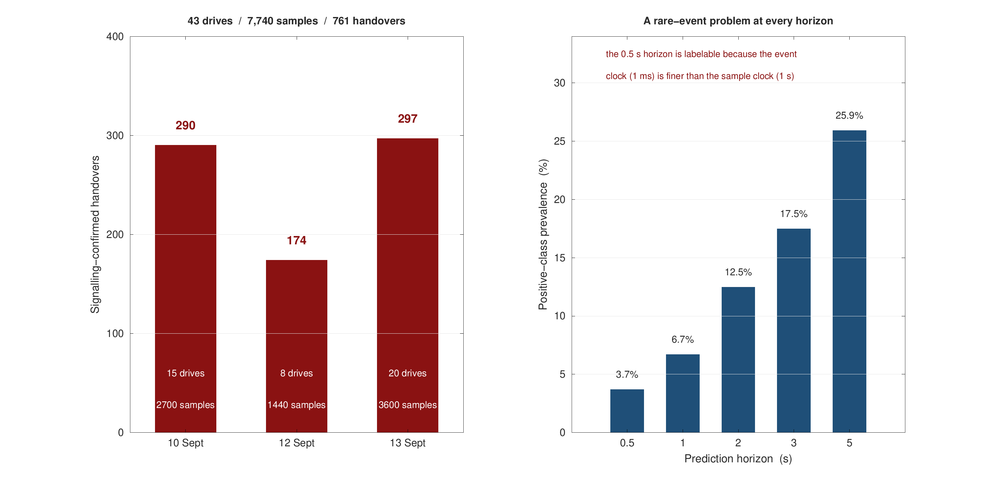 43 drives / 7,740 samples / 761 handovers
400
300
200
100
0
Signalling-confirmed handovers
290
174
297
15 drives
8 drives
20 drives
2700 samples
1440 samples
3600 samples
10 Sept
12 Sept
13 Sept
A rare-event problem at every horizon
the 0.5 s horizon is labelable because the event
clock (1 ms) is finer than the sample clock (1 s)
30
25
20
15
10
5
0
Positive-class prevalence (%)
3.7%
6.7%
12.5%
17.5%
25.9%
0.5
1
2
3
5
Prediction horizon (s)